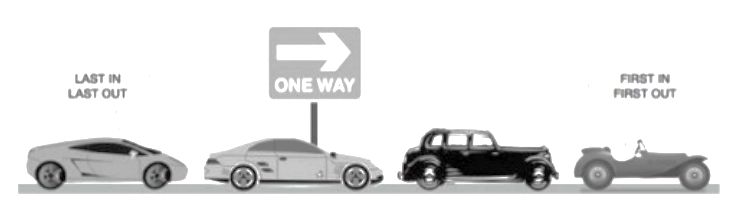 LAST IN
LAST OUT
ONE WAY
FIRST IN
FIRST OUT